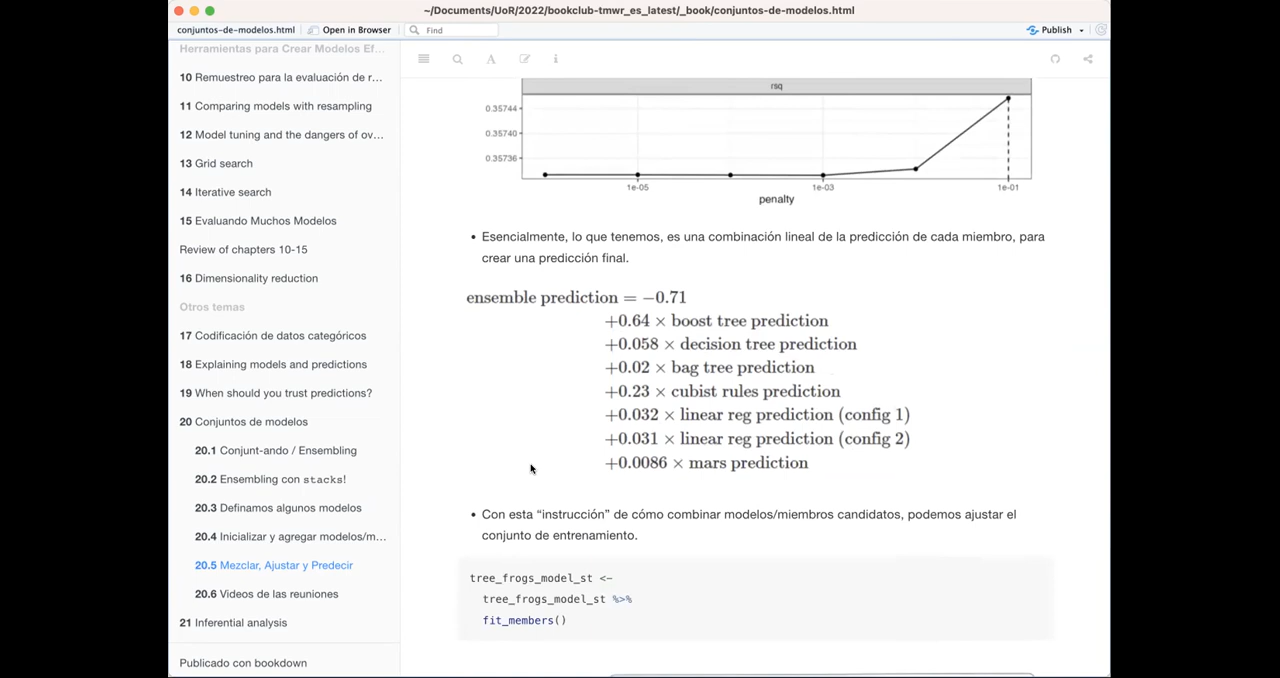 ~/Documents/UoR/2022/bookclub-tmwr_es_latest/_book/conjuntos-de-modelos.html
conjuntos-de-modelos.html
Open in Browser
Find
Publish
Herramientas para Crear Modelos Ef...
10 Remuestreo para la evaluación de r...
11 Comparing models with resampling
12 Model tuning and the dangers of ov...
13 Grid search
14 Iterative search
15 Evaluando Muchos Modelos
Review of chapters 10-15
16 Dimensionality reduction
Otros temas
17 Codificación de datos categóricos
18 Explaining models and predictions
19 When should you trust predictions?
20 Conjuntos de modelos
20.1 Conjunt-ando / Ensembling
20.2 Ensembling con stacks!
20.3 Definamos algunos modelos
20.4 Inicializar y agregar modelos/m...
20.5 Mezclar, Ajustar y Predecir
20.6 Videos de las reuniones
21 Inferential analysis
Publicado con bookdown
rsq
0.35744
0.35740
0.35736
1e-05
1e-03
1e-01
penalty
• Esencialmente, lo que tenemos, es una combinación lineal de la predicción de cada miembro, para
crear una predicción final.
ensemble prediction = −0.71
+0.64 × boost tree prediction
+0.058 × decision tree prediction
+0.02 × bag tree prediction
+0.23 × cubist rules prediction
+0.032 × linear reg prediction (config 1)
+0.031 × linear reg prediction (config 2)
+0.0086 × mars prediction
• Con esta “instrucción” de cómo combinar modelos/miembros candidatos, podemos ajustar el
conjunto de entrenamiento.
tree_frogs_model_st <-
tree_frogs_model_st %>%
fit_members()